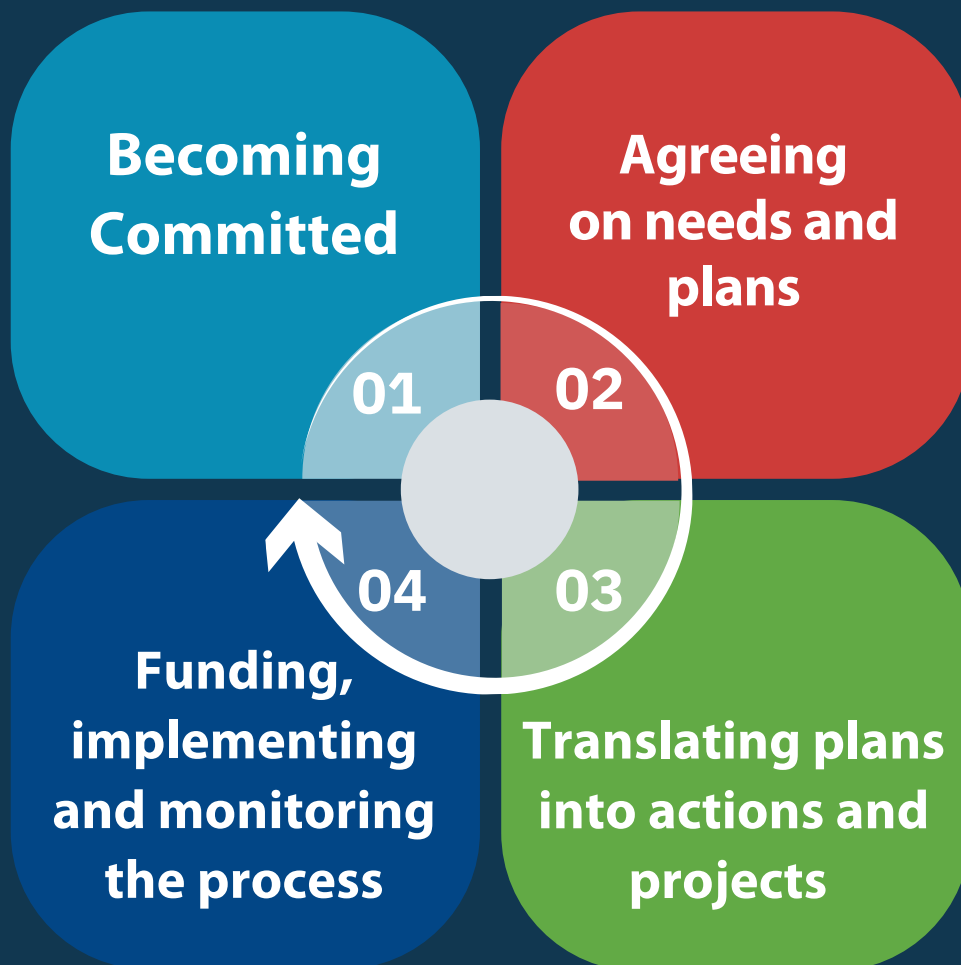 Becoming
Committed
01
Agreeing
on needs and
plans
02
03
Translating plans
into actions and
projects
04
Funding,
implementing
and monitoring
the process